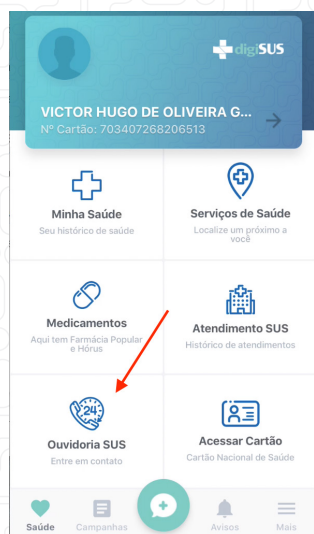 digiSUS
VICTOR HUGO DE OLIVEIRA G...
Nº Cartão: 703407268206513
Minha Saúde
Seu histórico de saúde
Serviços de Saúde
Localize um próximo a
você
Medicamentos
Aqui tem Farmácia Popular
e Hórus
Atendimento SUS
Histórico de atendimentos
24
Ouvidoria SUS
Entre em contato
Acessar Cartão
Cartão Nacional de Saúde
Saúde
Campanhas
Avisos
Mais